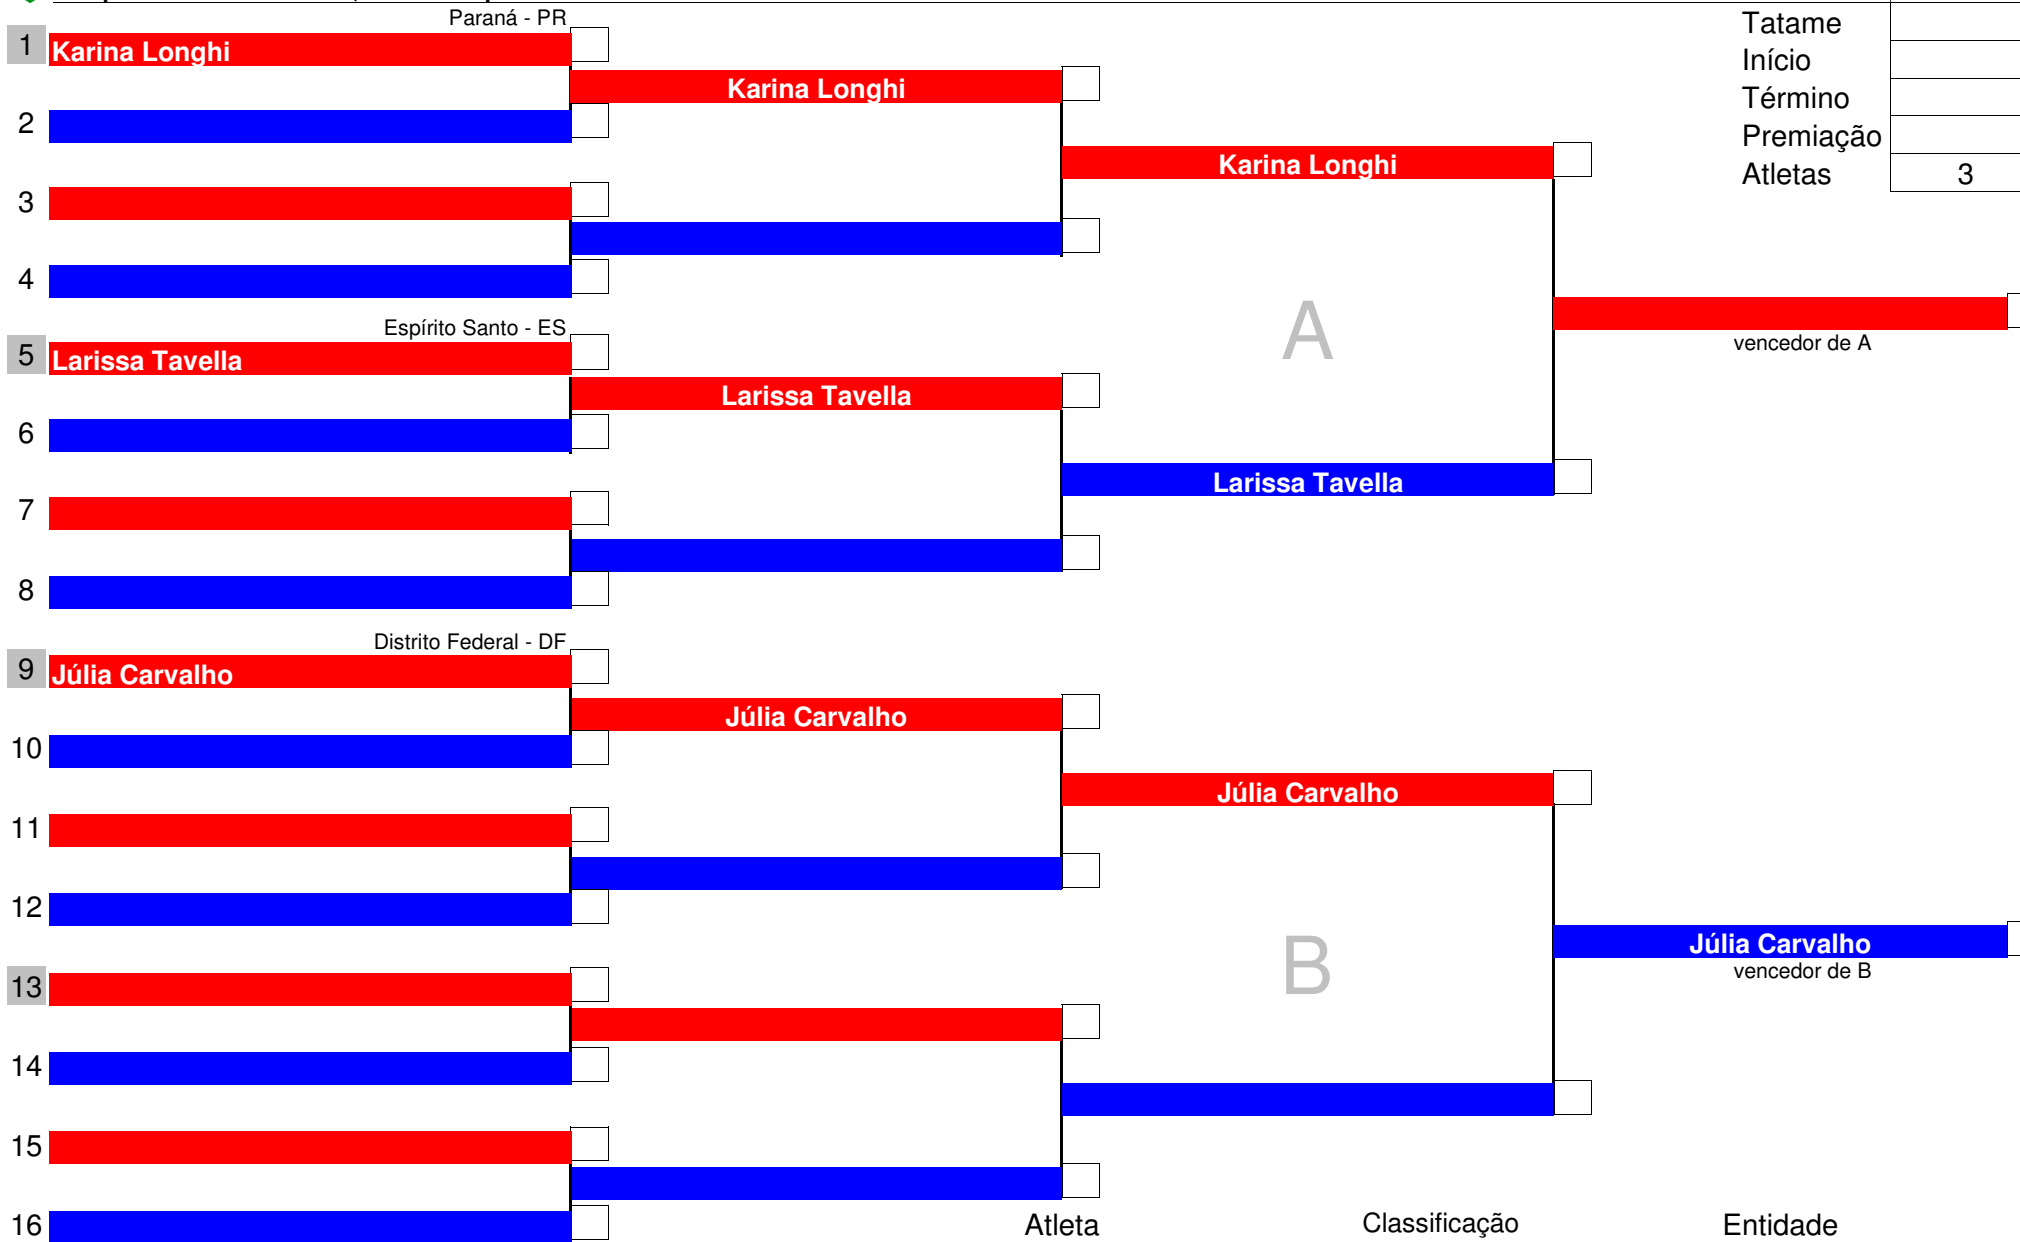 Paraná - PR
Tatame
1 Karina Longhi
Início
Karina Longhi
Término
2
Premiação
Karina Longhi
Atletas 3
3
4
A
Espírito Santo - ES
vencedor de A
5 Larissa Tavella
Larissa Tavella
6
Larissa Tavella
7
8
Distrito Federal - DF
9 Júlia Carvalho
Júlia Carvalho
10
Júlia Carvalho
11
12
Júlia Carvalho
B
vencedor de B
13
14
15
16
Atleta Classificação Entidade